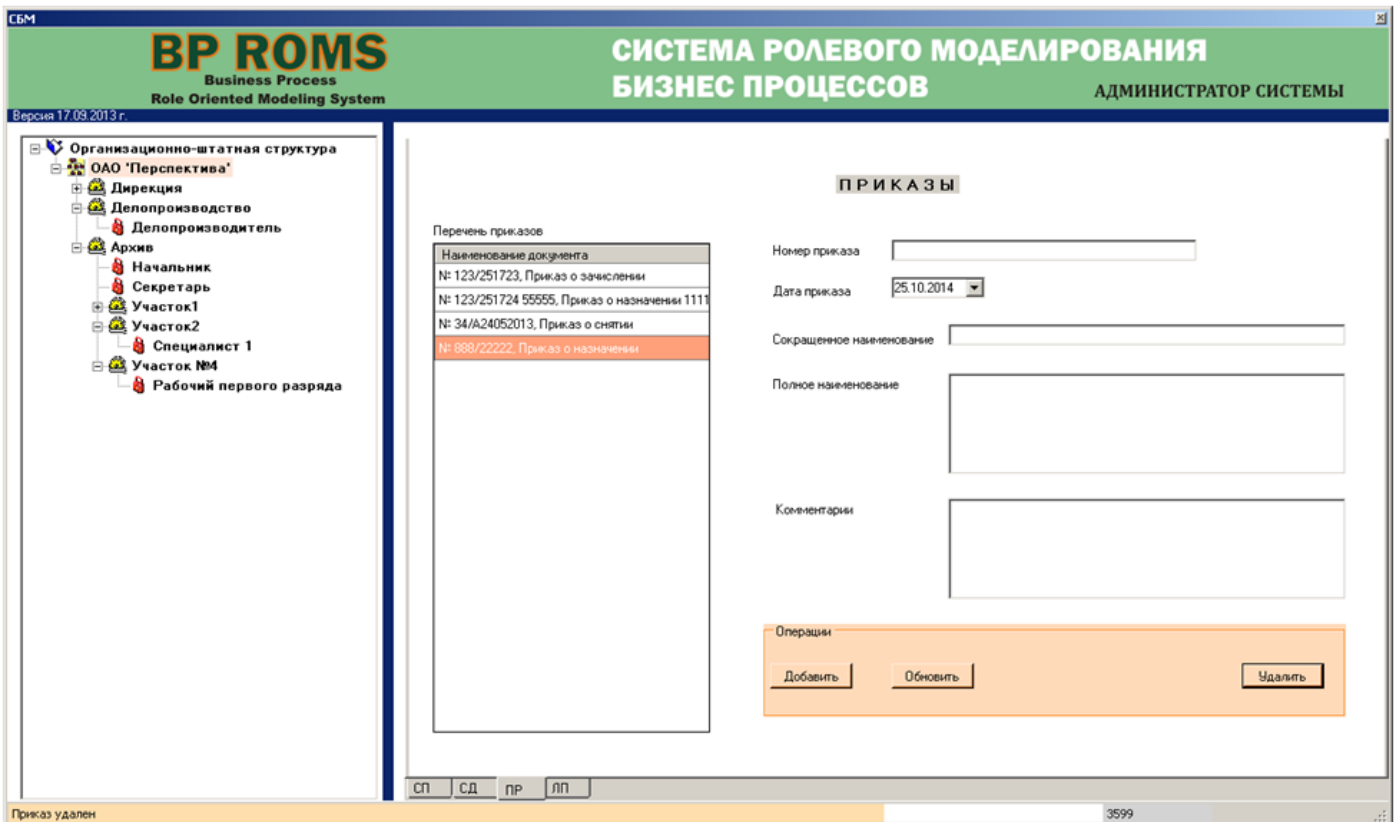 СБМ
BP ROMS
Business Process
Role Oriented Modeling System
СИСТЕМА РОЛЕВОГО МОДЕЛИРОВАНИЯ
БИЗНЕС ПРОЦЕССОВ
АДМИНИСТРАТОР СИСТЕМЫ
Версия 17.09.2013 г.
Организационно-штатная структура
ОАО 'Перспектива'
Дирекция
Делопроизводство
Делопроизводитель
Архив
Начальник
Секретарь
Участок1
Участок2
Специалист 1
Участок №4
Рабочий первого разряда
ПРИКАЗЫ
Перечень приказов
Наименование документа
№ 123/251723, Приказ о зачислении
№ 123/251724 55555, Приказ о назначении 1111
№ 34/А24052013, Приказ о снятии
№ 888/22222, Приказ о назначении
Номер приказа
Дата приказа
25.10.2014
Сокращенное наименование
Полное наименование
Комментарии
Операции
Добавить
Обновить
Удалить
СП
СД
ПР
ЛП
Приказ удален
3599